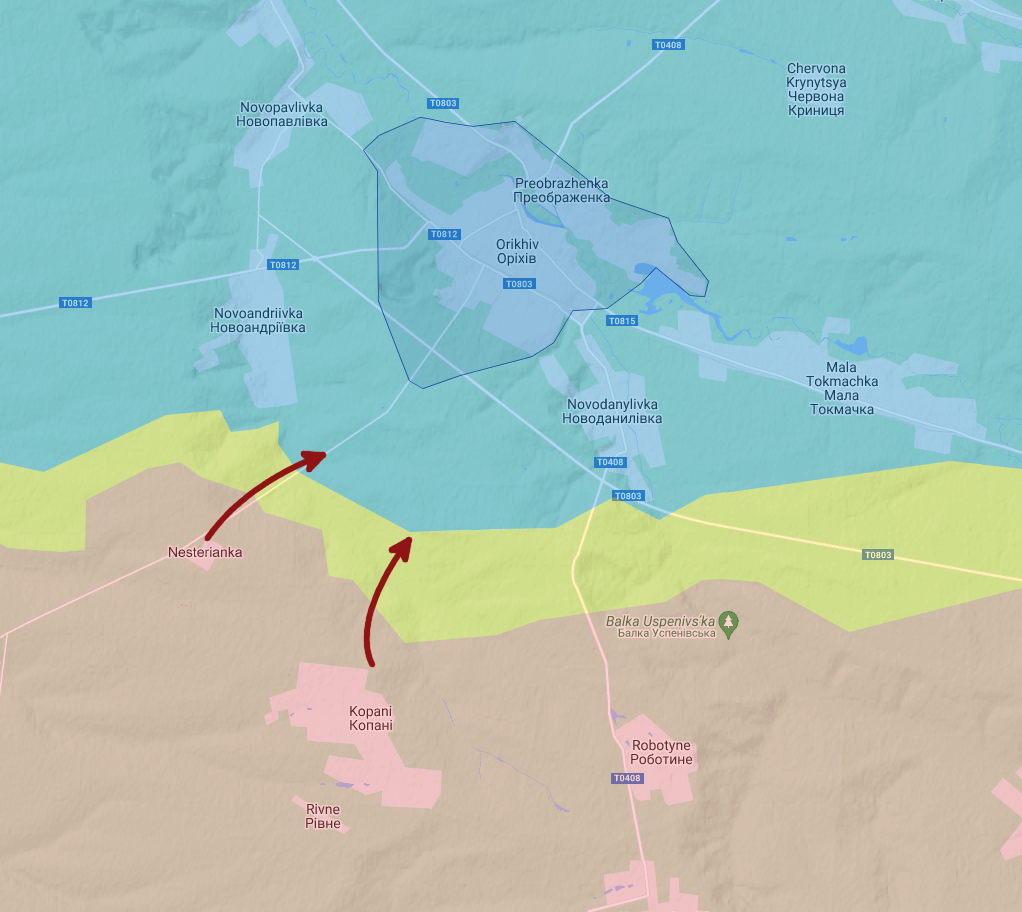 T0408
Chervona
Krynytsya
Червона
Криниця
Novopavlivka
Новопавлівка
T0803
Preobrazhenka
Преображенка
T0812
Orikhiv
Оріхів
T0812
T0803
T0812
Novoandriivka
Новоандріївка
T0815
Mala
Tokmachka
Мала
Токмачка
Novodanylivka
Новоданилівка
T0408
T0803
Nesterianka
T0803
Balka Uspenivs'ka
Балка Успенівська
Kopani
Копані
Robotyne
Роботине
T0408
Rivne
Рівне